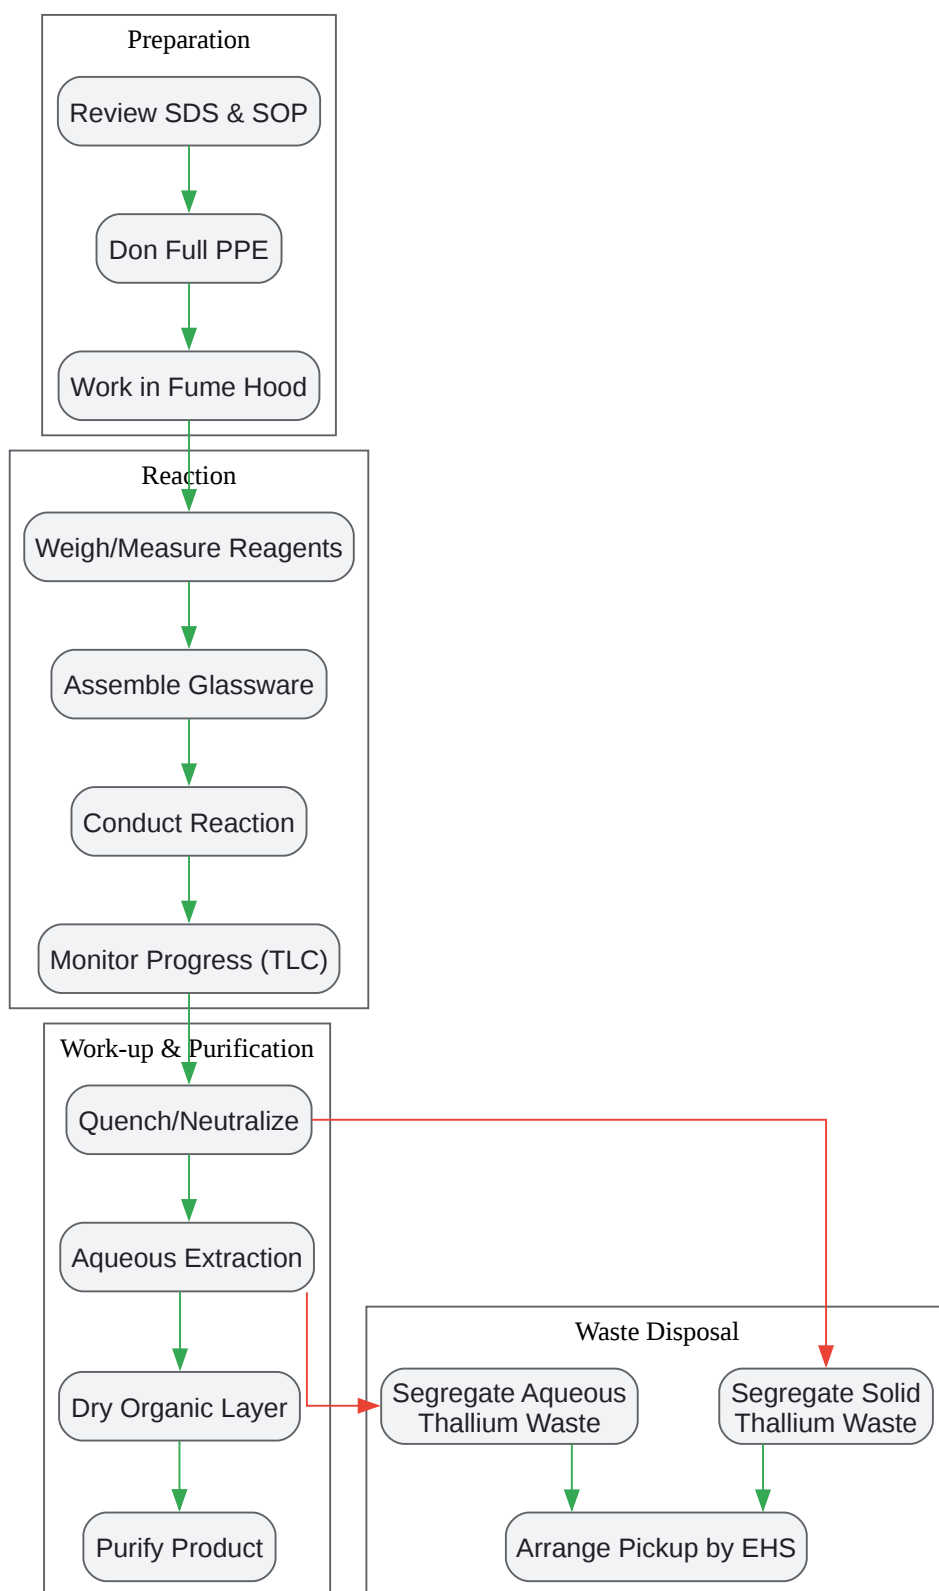 Preparation
Review SDS & SOP
Don Full PPE
Work in Fume Hood
Reaction
Weigh/Measure Reagents
Assemble Glassware
Conduct Reaction
Monitor Progress (TLC)
Work-up & Purification
Quench/Neutralize
Aqueous Extraction
Dry Organic Layer
Purify Product
Waste Disposal
Segregate Aqueous
Thallium Waste
Segregate Solid
Thallium Waste
Arrange Pickup by EHS